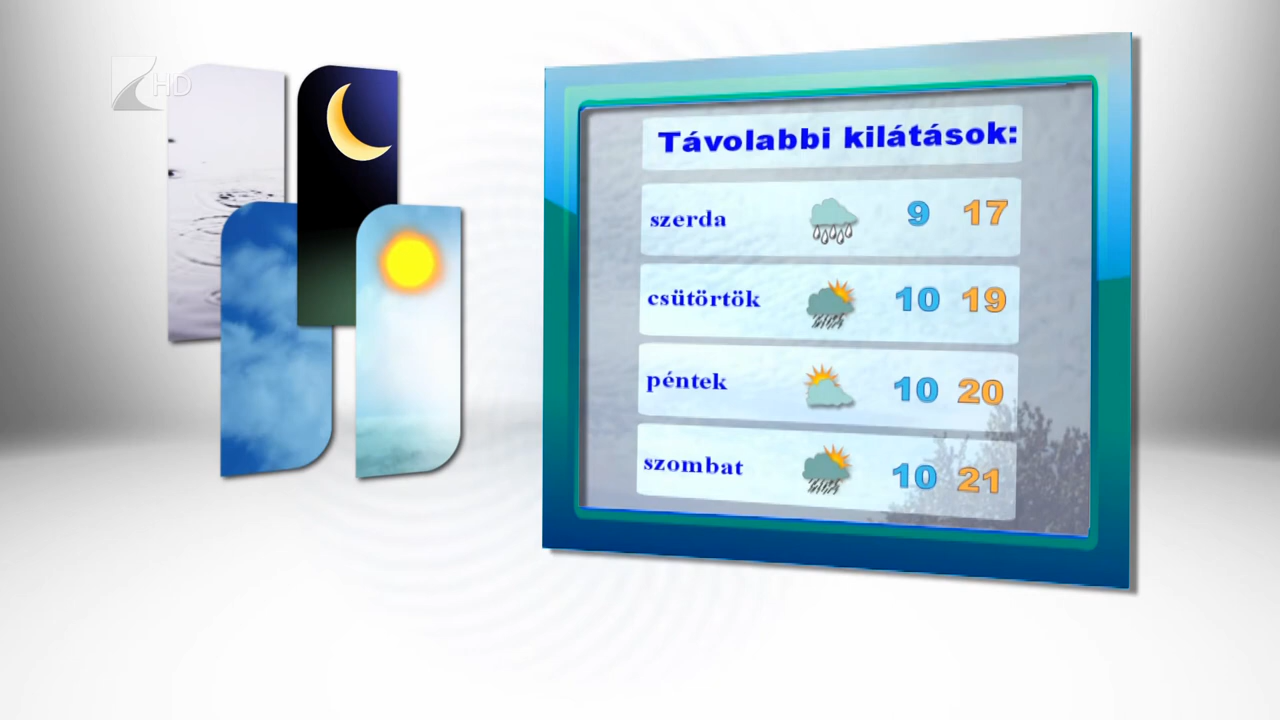 HD
Távolabbi kilátások:
szerda 9 17
csütörtök 10 19
péntek 10 20
szombat 10 21